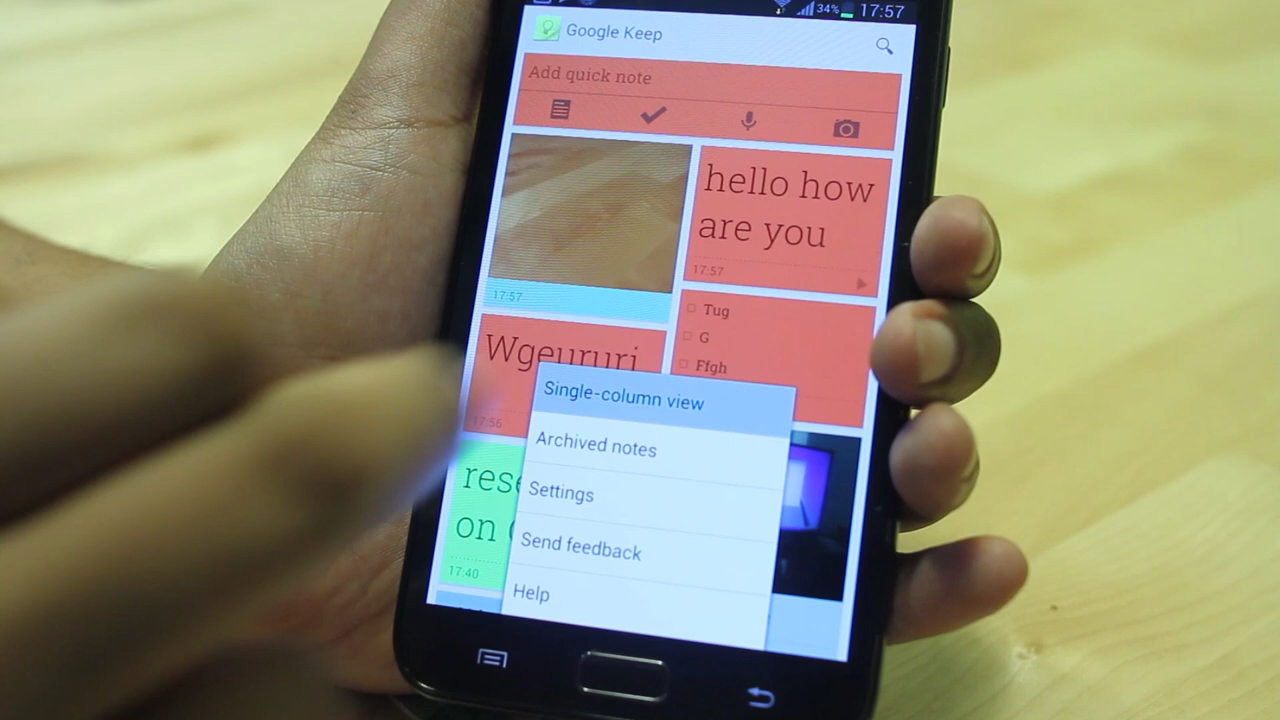 34% 17:57
Google Keep
Add quick note
hello how
are you
17:57
17:57
Tug
G
Ffgh
Wgeururi
17:56
Single-column view
Archived notes
Settings
Send feedback
Help
on
17:40